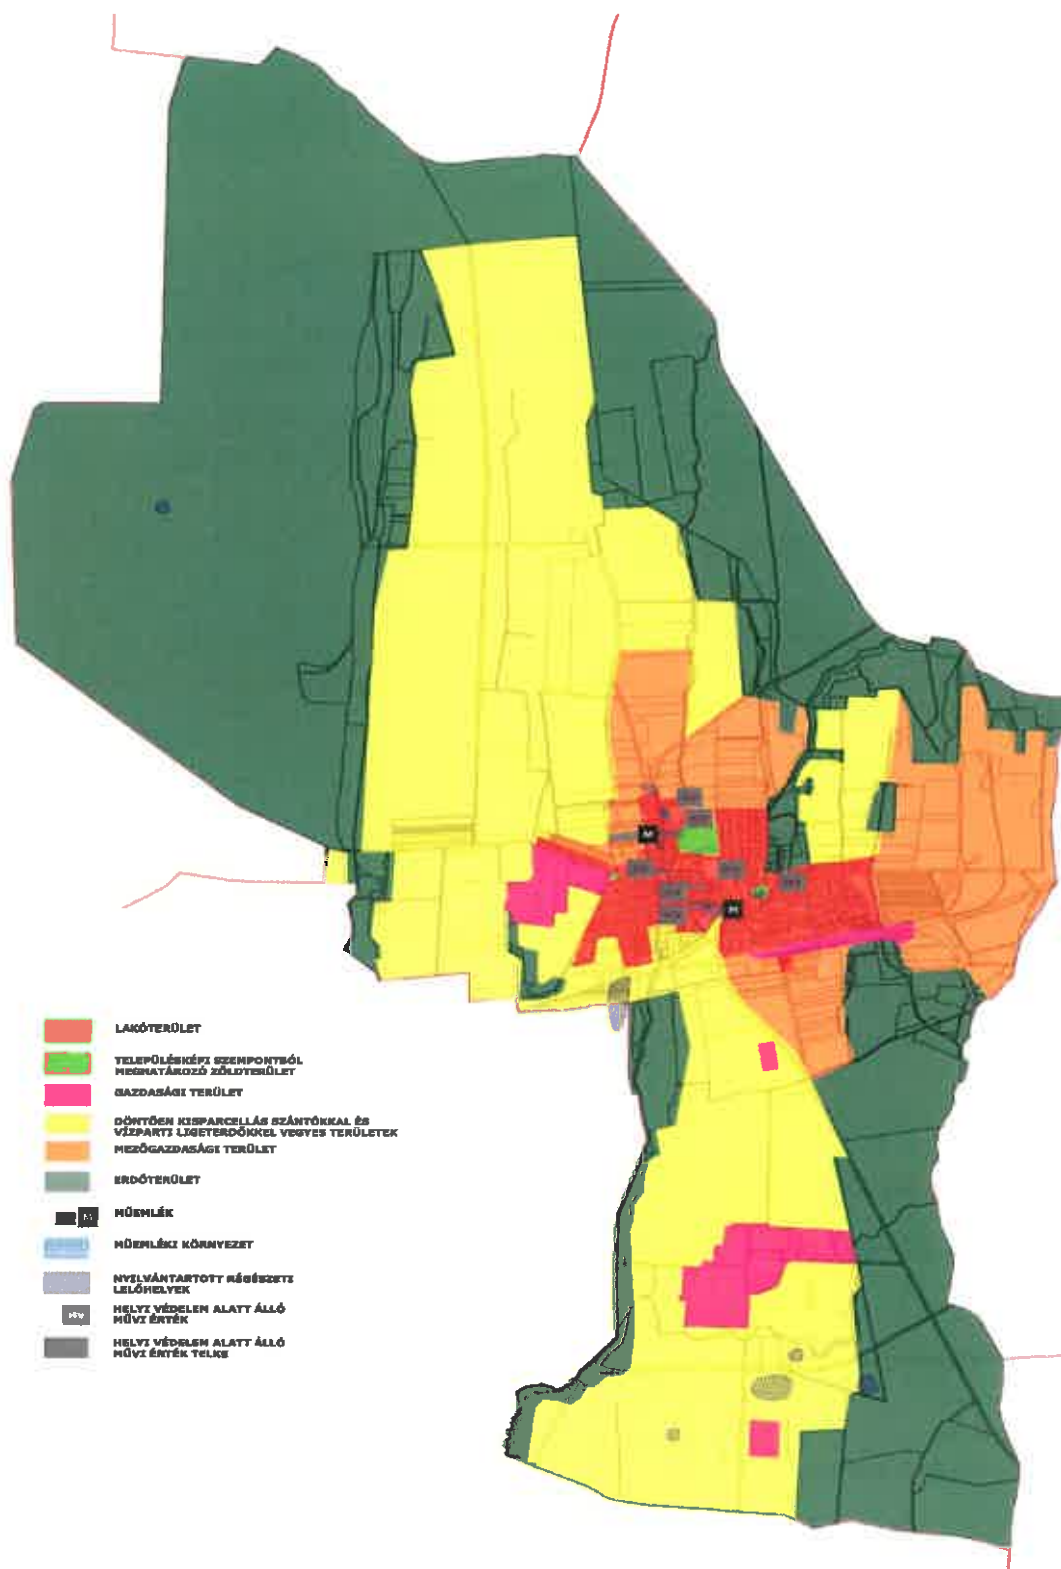 M
M
LAKÓTERÜLET
TELEPÜLÉSKÉPI SZEMPONTBÓL
MEGHATÁROZÓ ZÖLDTERÜLET
GAZDASÁGI TERÜLET
DÖNTŐEN KISPARCELLÁS SZÁNTÓKKAL ÉS
VÍZPARTI LIGETERDŐKKEL VEGYES TERÜLETEK
MEZŐGAZDASÁGI TERÜLET
ERDŐTERÜLET
M MŰEMLÉK
MŰEMLÉKI KÖRNYEZET
NYILVÁNTARTOTT RÉGÉSZETI
LELŐHELYEK
HELYI VÉDELEM ALATT ÁLLÓ
MŰVI ÉRTÉK
HELYI VÉDELEM ALATT ÁLLÓ
MŰVI ÉRTÉK TELKE